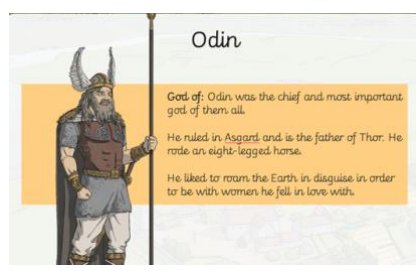 Odin
God of: Odin was the chief and most important
god of them all.
He ruled in Asgard and is the father of Thor. He
rode an eight-legged horse.
He liked to roam the Earth in disguise in order
to be with women he fell in love with.